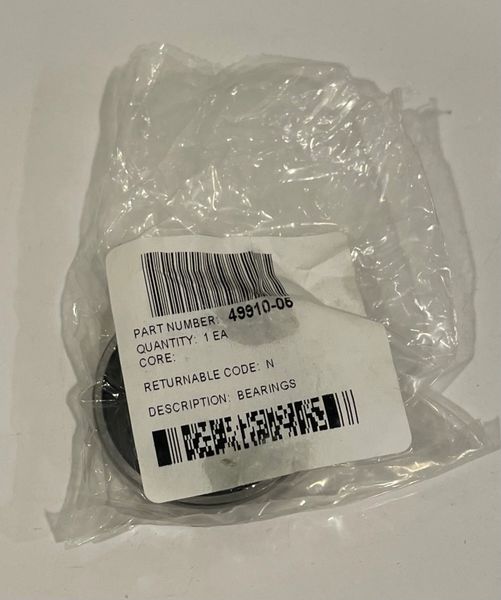 PART NUMBER: 49910-06
QUANTITY: 1 EA
CORE:
RETURNABLE CODE: N
DESCRIPTION: BEARINGS